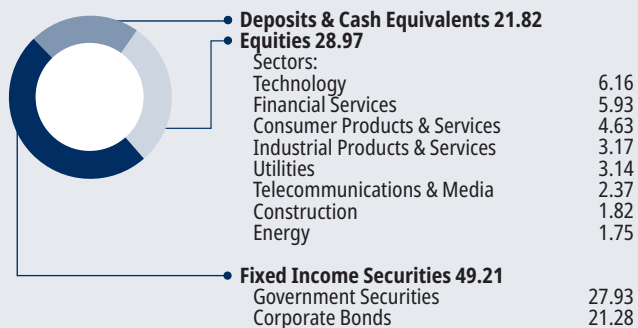 Deposits & Cash Equivalents 21.82
Equities 28.97
Sectors:
Technology 6.16
Financial Services 5.93
Consumer Products & Services 4.63
Industrial Products & Services 3.17
Utilities 3.14
Telecommunications & Media 2.37
Construction 1.82
Energy 1.75
Fixed Income Securities 49.21
Government Securities 27.93
Corporate Bonds 21.28